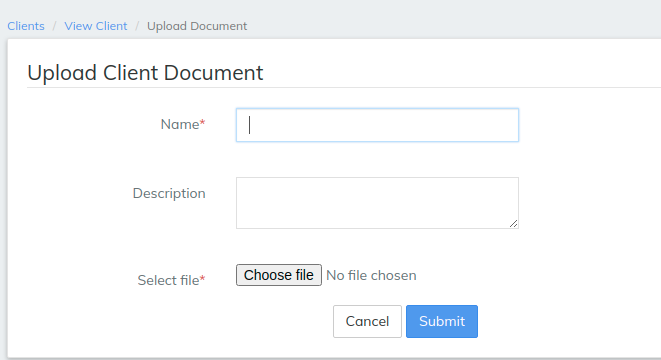 Clients / View Client / Upload Document
Upload Client Document
Name*
Description
Select file* Choose file No file chosen
Cancel Submit